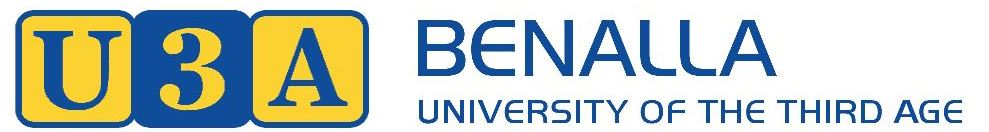 U3A
BENALLA
UNIVERSITY OF THE THIRD AGE